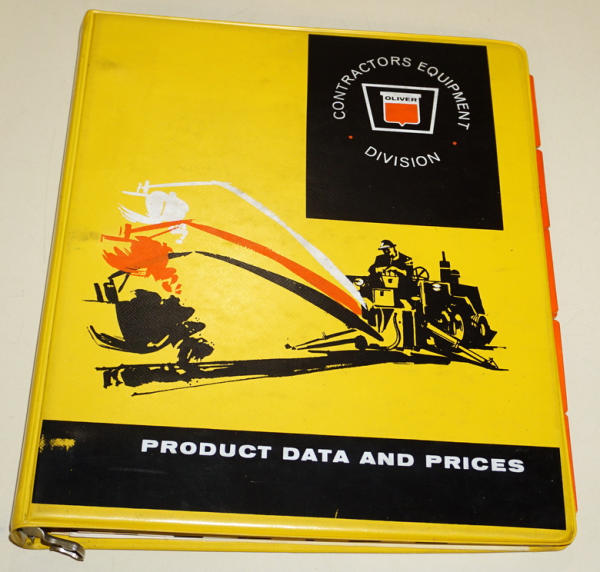 CONTRACTORS EQUIPMENT
OLIVER
DIVISION
PRODUCT DATA AND PRICES